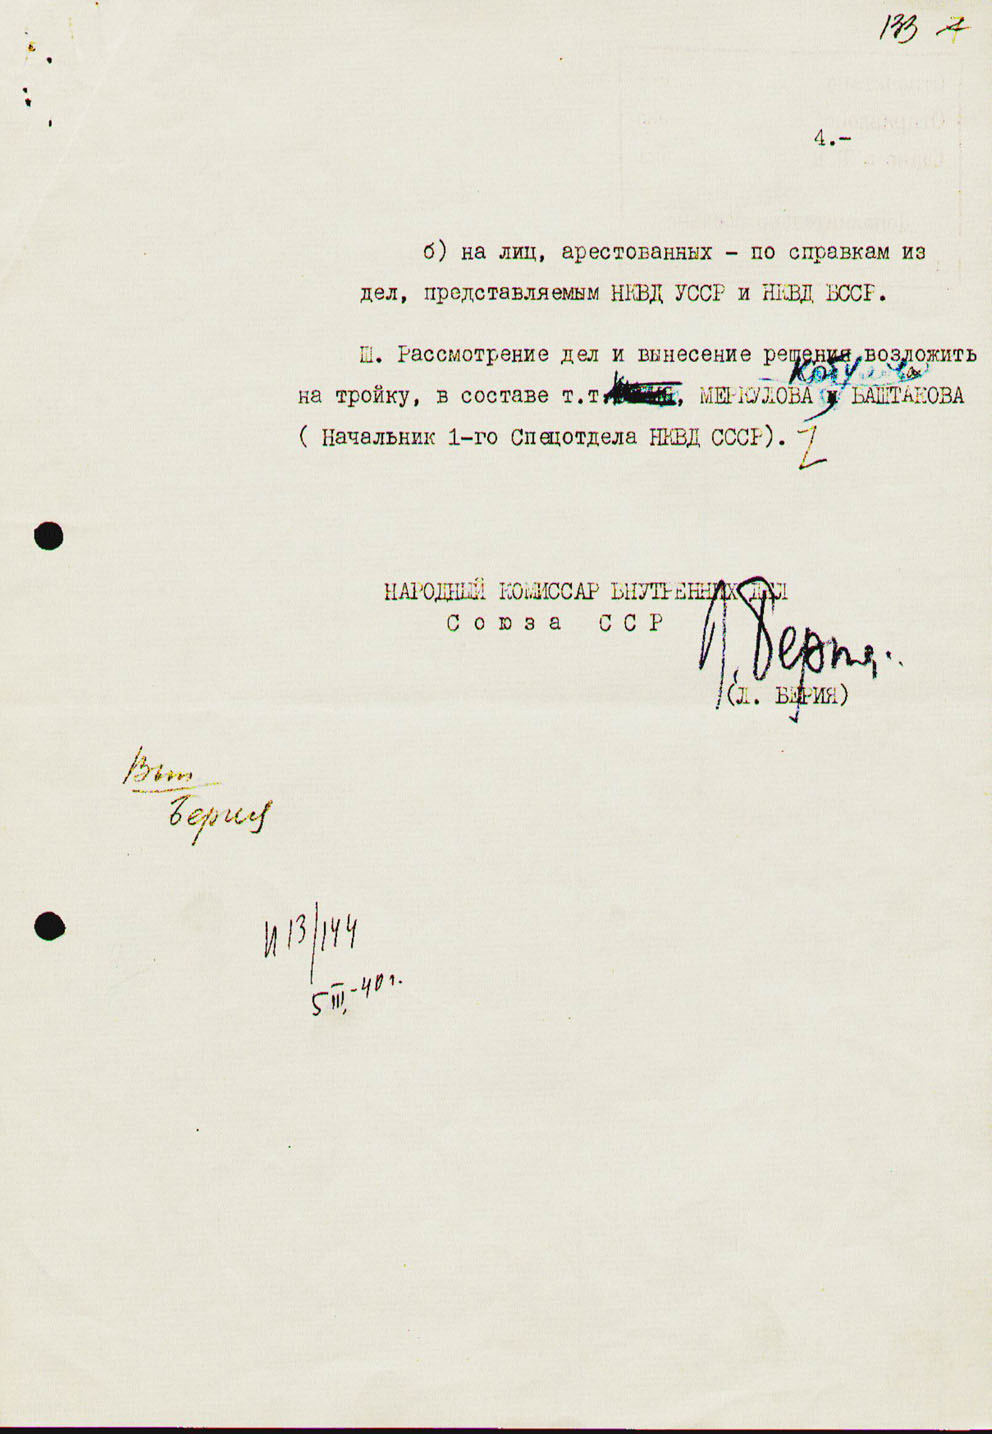 133
4.-
б) на лиц, арестованных - по справкам из
дел, представляемым НКВД УССР и НКВД БССР.
Ш. Рассмотрение дел и вынесение решения возложить
Кобулова
на тройку, в составе т.т. , МЕРКУЛОВА и БАШТАКОВА
( Начальник 1-го Спецотдела НКВД СССР).
НАРОДНЫЙ КОМИССАР ВНУТРЕННИХ ДЕЛ
Союза ССР
Л. Берия
(Л. БЕРИЯ)
Вып
Берия
П 13/144
5 III-40 г.